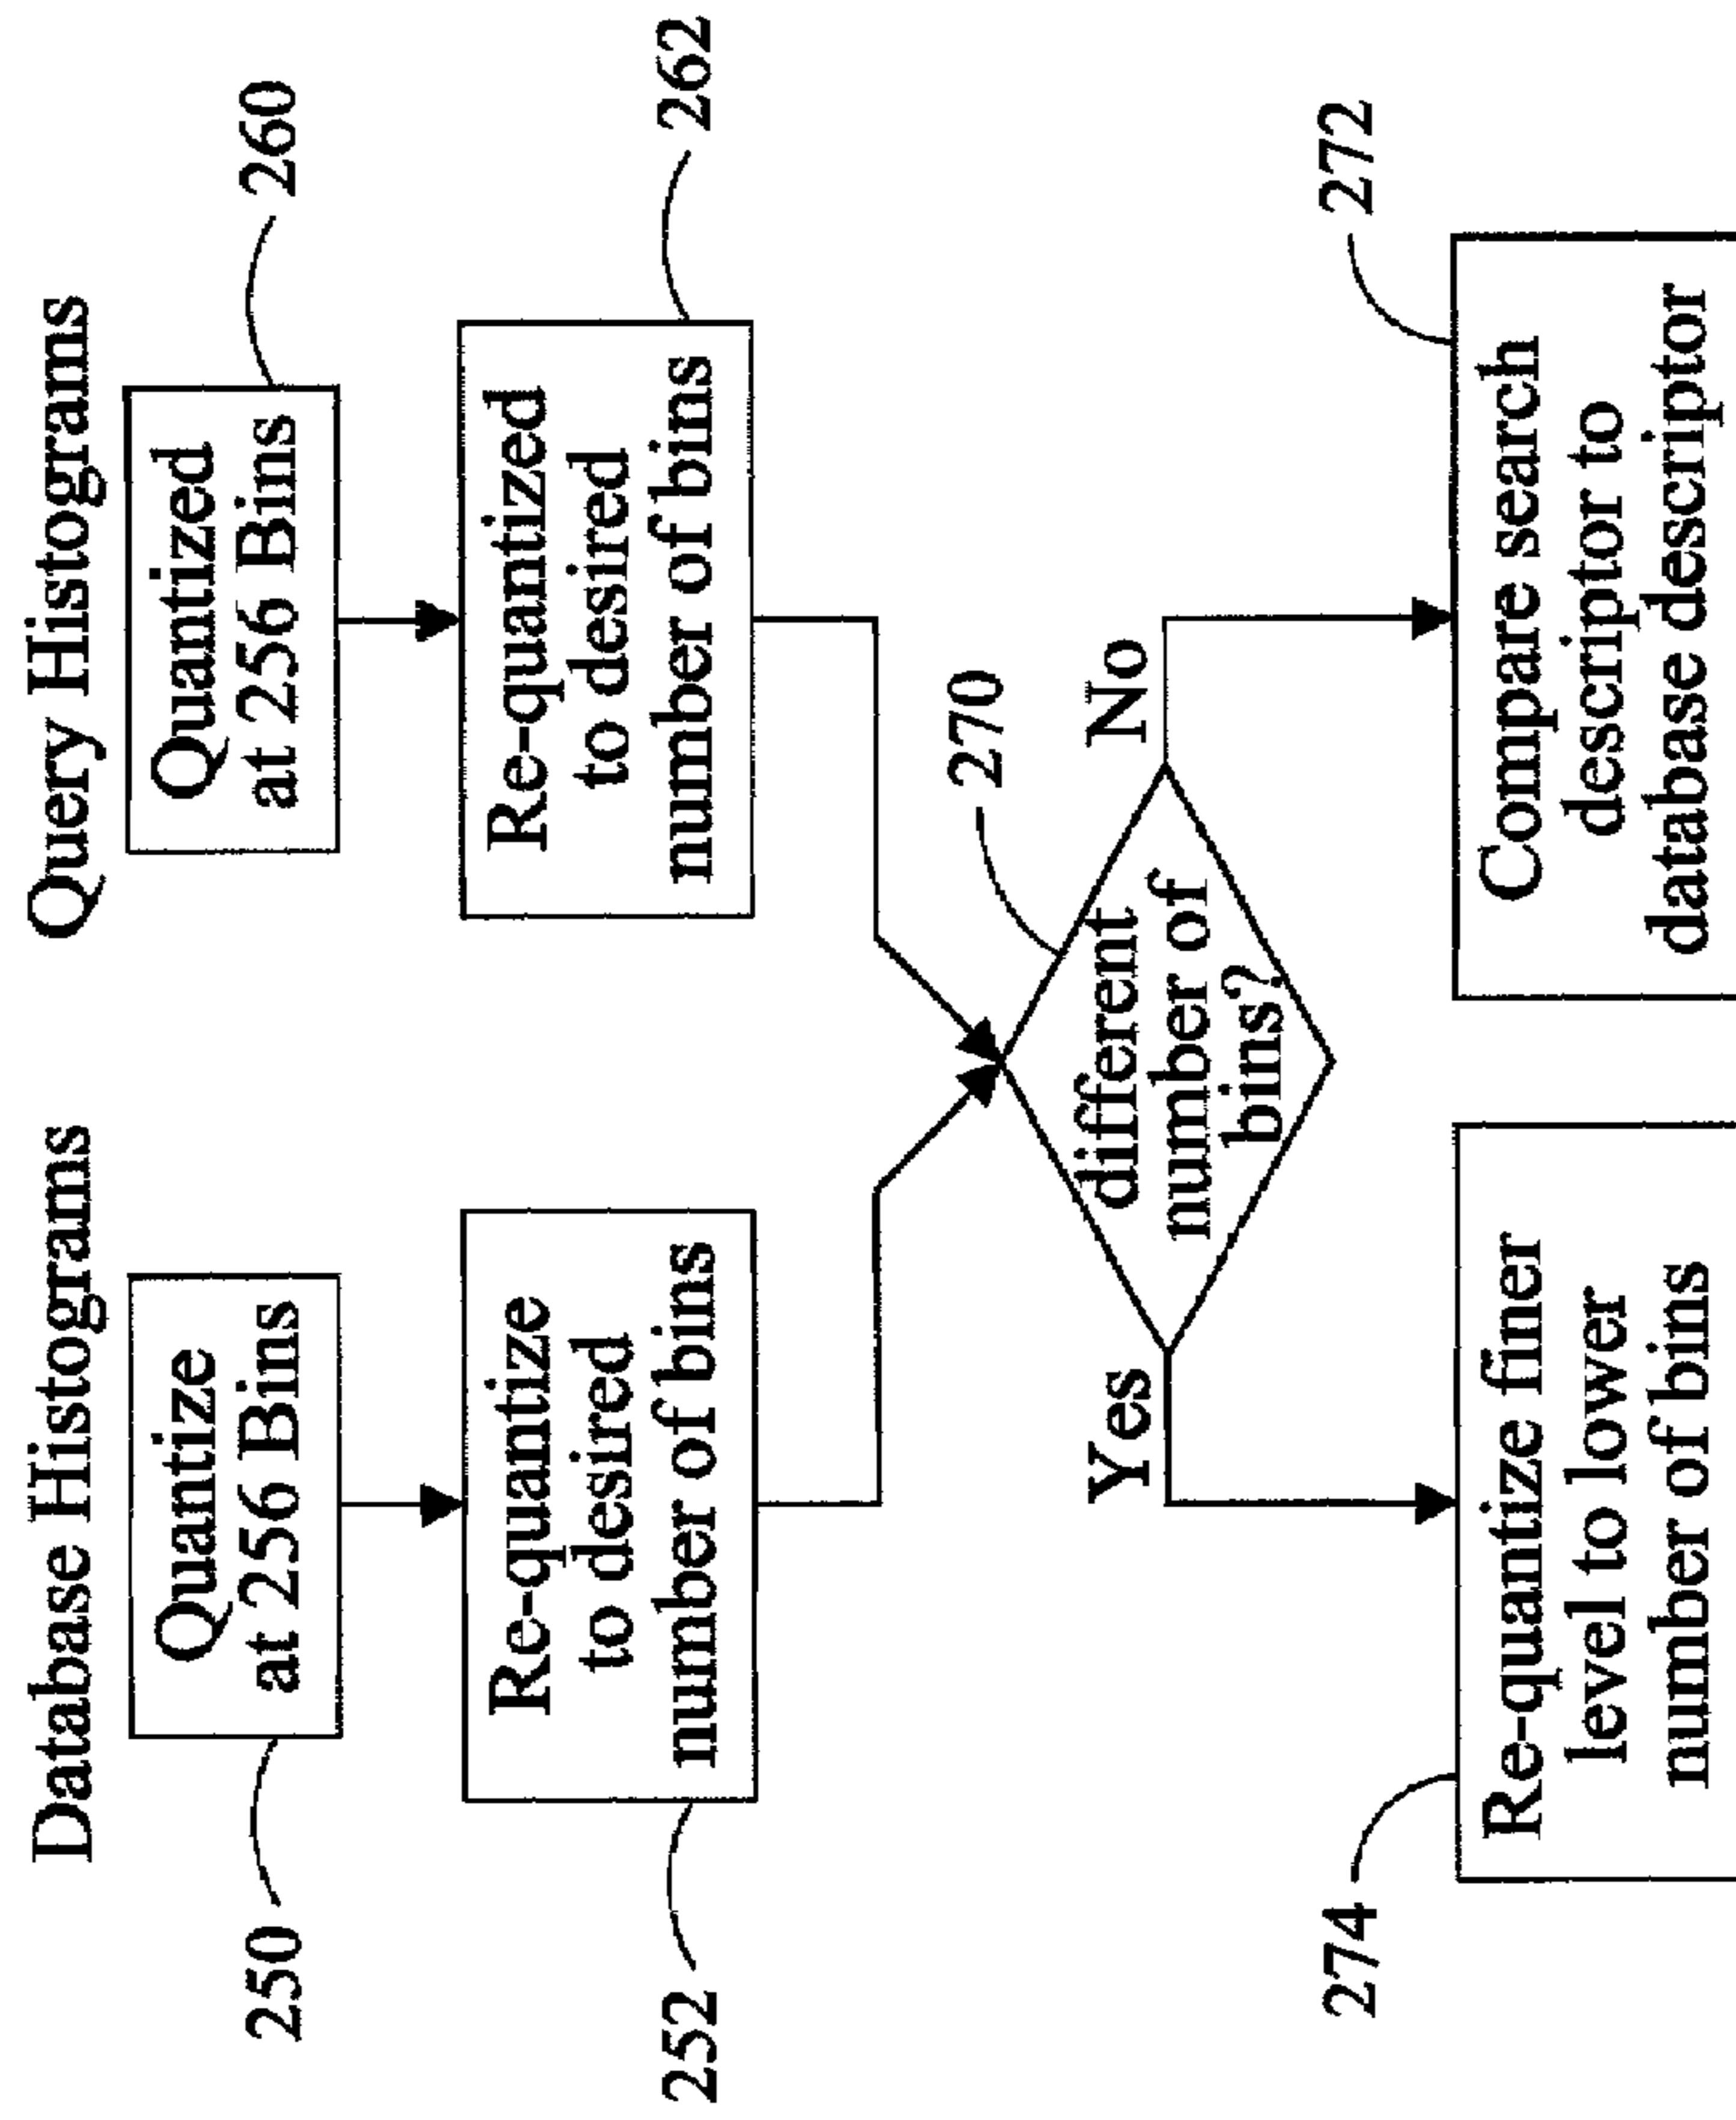 Database Histograms
Query Histograms
250
Quantize
at 256 Bins
Quantized
at 256 Bins
260
252
Re-quantize
to desired
number of bins
Re-quantized
to desired
number of bins
262
270
different
number of
bins?
Yes
No
274
Re-quantize finer
level to lower
number of bins
272
Compare search
descriptor to
database descriptor